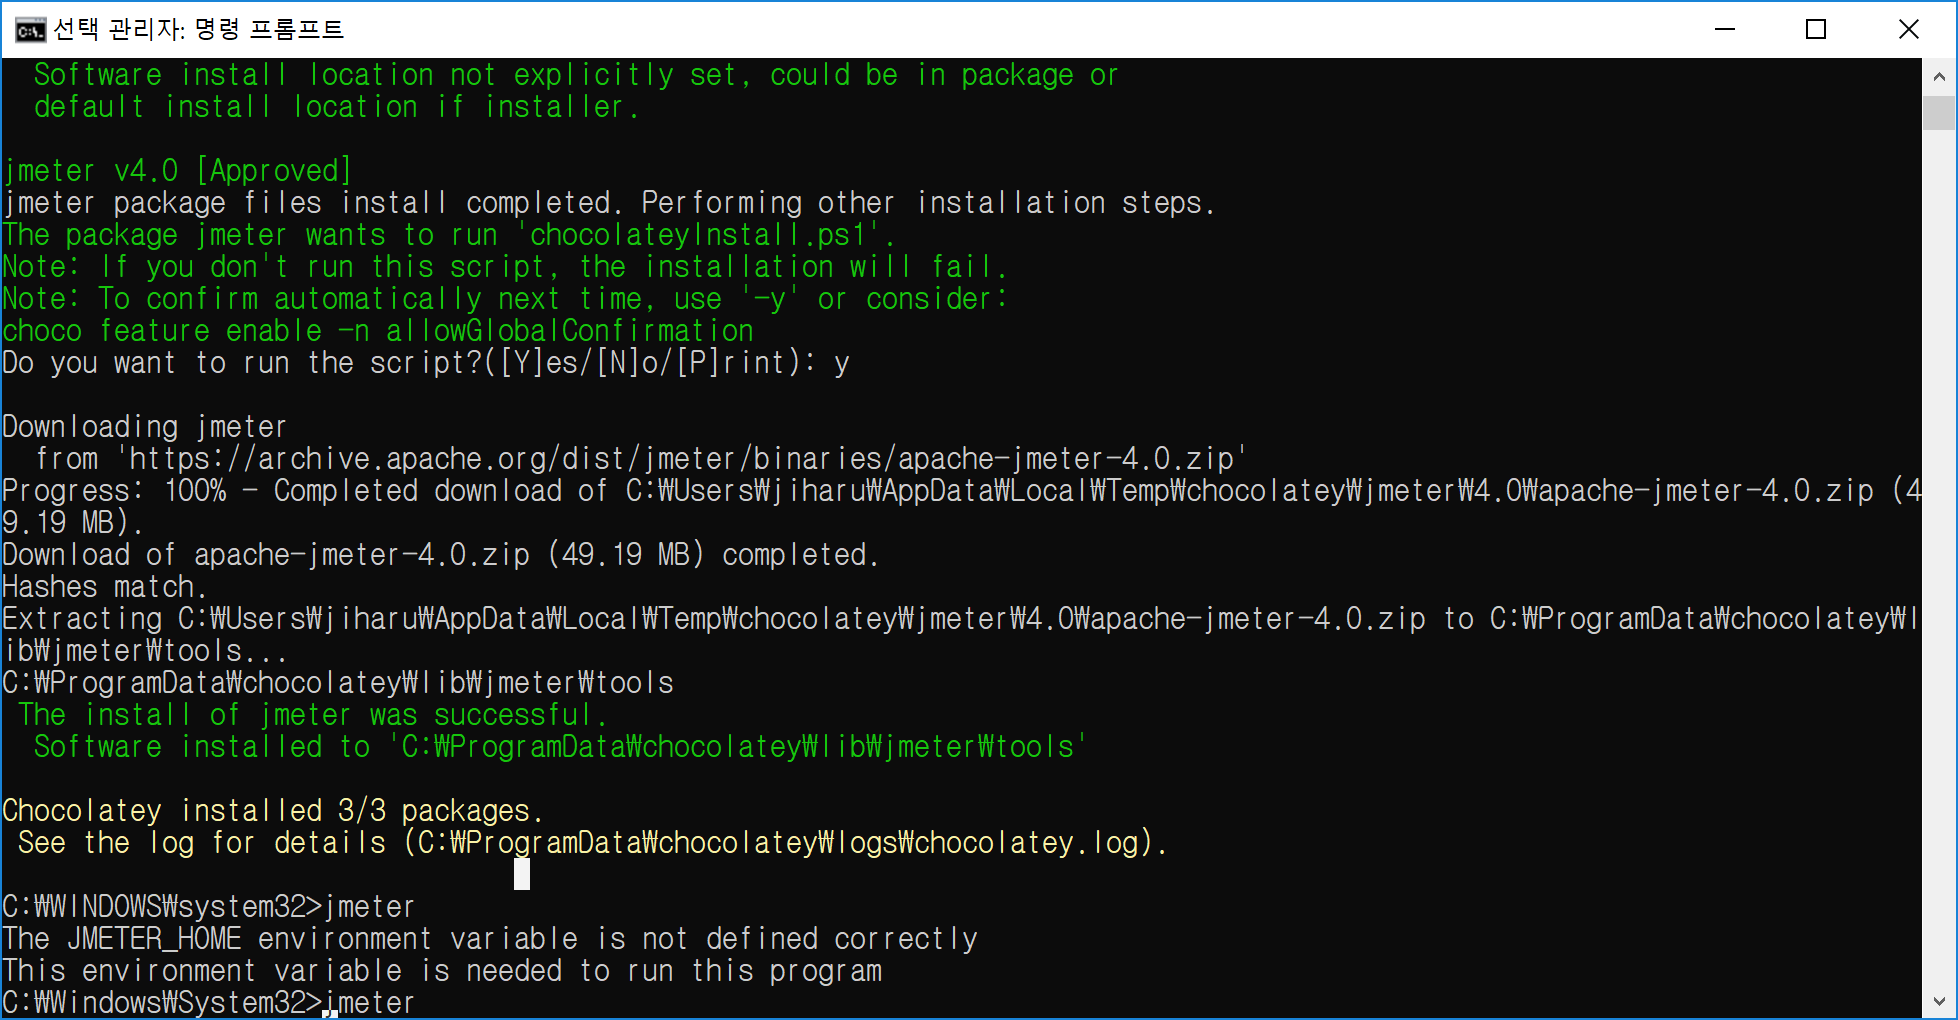 선택 관리자: 명령 프롬프트
Software install location not explicitly set, could be in package or
default install location if installer.
jmeter v4.0 [Approved]
jmeter package files install completed. Performing other installation steps.
The package jmeter wants to run 'chocolateyInstall.ps1'.
Note: If you don't run this script, the installation will fail.
Note: To confirm automatically next time, use '-y' or consider:
choco feature enable -n allowGlobalConfirmation
Do you want to run the script?([Y]es/[N]o/[P]rint): y
Downloading jmeter
from 'https://archive.apache.org/dist/jmeter/binaries/apache-jmeter-4.0.zip'
Progress: 100% - Completed download of C:₩Users₩jiharu₩AppData₩Local₩Temp₩chocolatey₩jmeter₩4.0₩apache-jmeter-4.0.zip (4
9.19 MB).
Download of apache-jmeter-4.0.zip (49.19 MB) completed.
Hashes match.
Extracting C:₩Users₩jiharu₩AppData₩Local₩Temp₩chocolatey₩jmeter₩4.0₩apache-jmeter-4.0.zip to C:₩ProgramData₩chocolatey₩l
ib₩jmeter₩tools...
C:₩ProgramData₩chocolatey₩lib₩jmeter₩tools
The install of jmeter was successful.
Software installed to 'C:₩ProgramData₩chocolatey₩lib₩jmeter₩tools'
Chocolatey installed 3/3 packages.
See the log for details (C:₩ProgramData₩chocolatey₩logs₩chocolatey.log).
C:₩WINDOWS₩system32>jmeter
The JMETER_HOME environment variable is not defined correctly
This environment variable is needed to run this program
C:₩Windows₩System32>jmeter